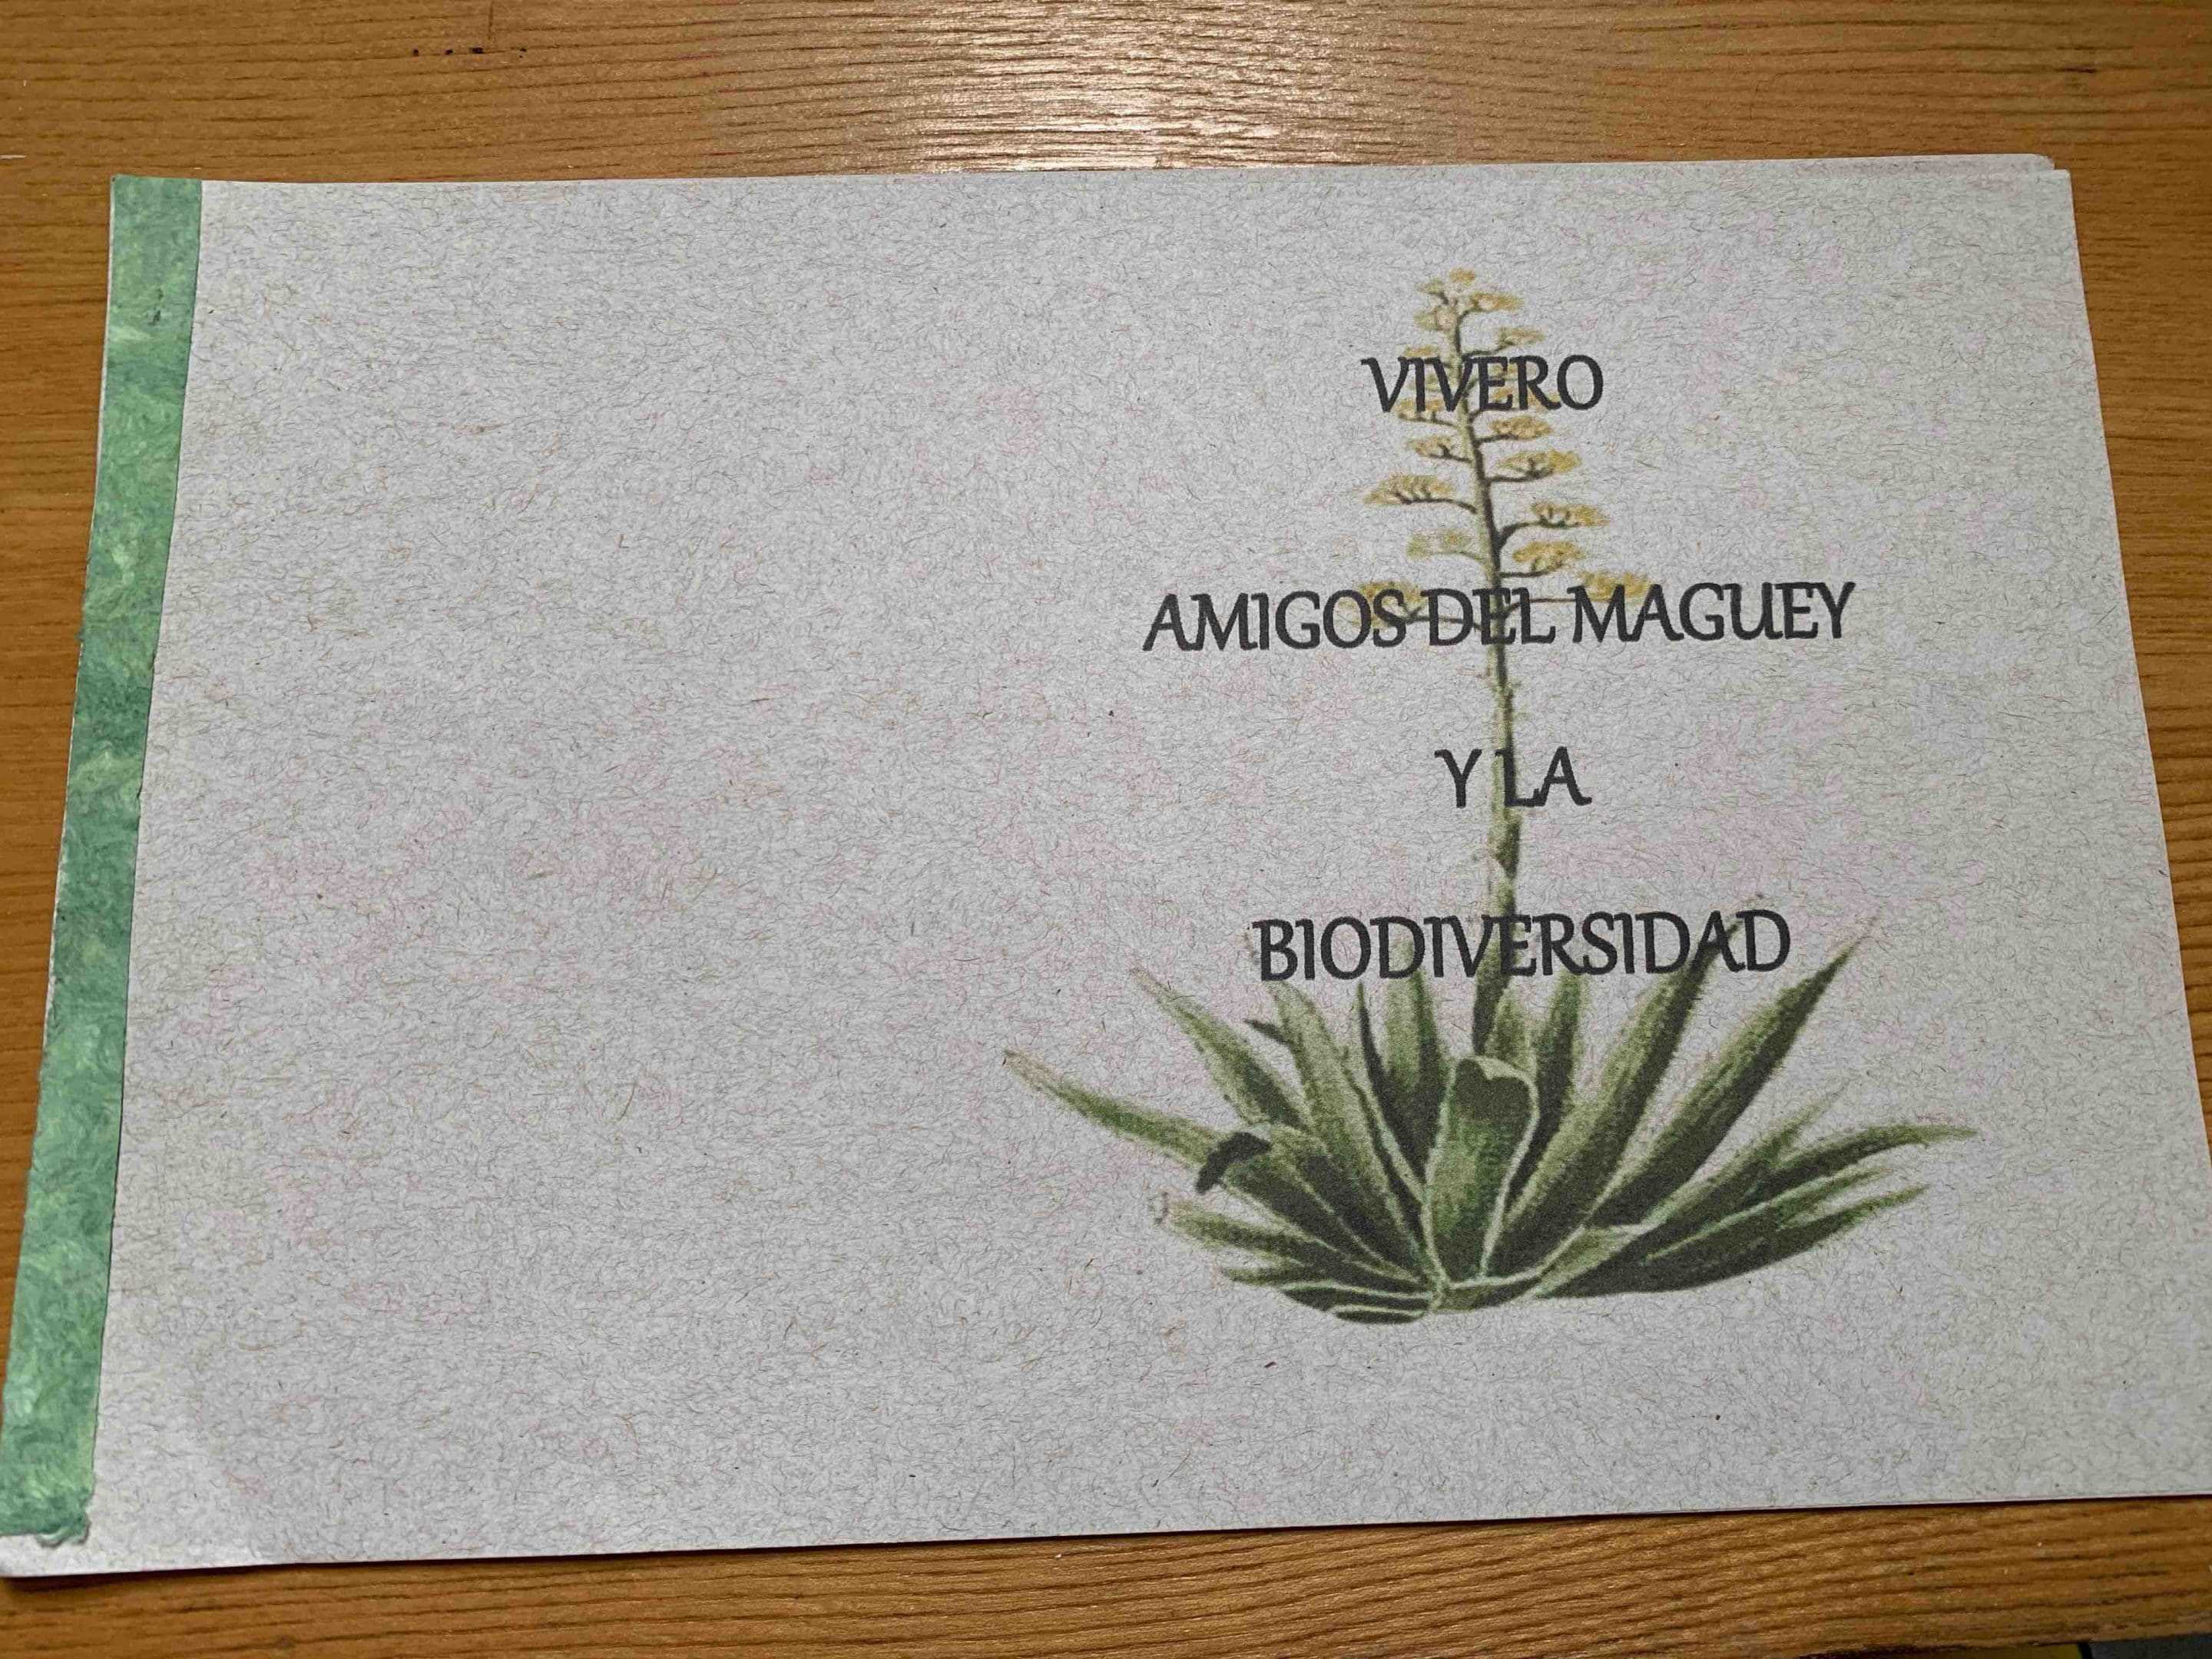 VIVERO
AMIGOS DEL MAGUEY
Y LA
BIODIVERSIDAD